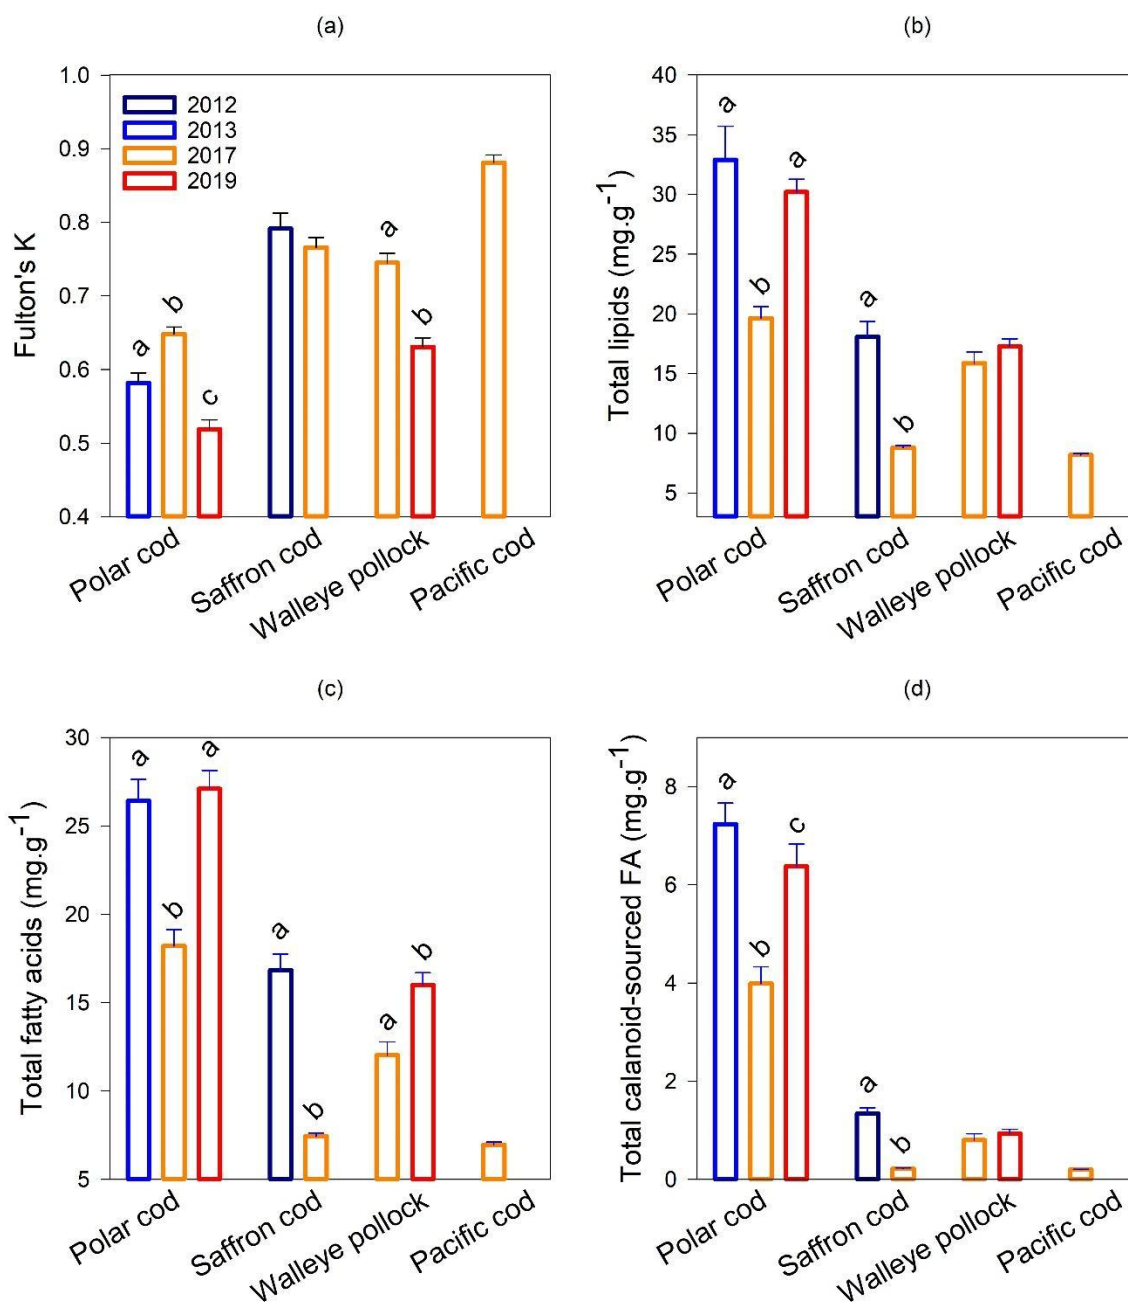 (a)
Fulton's K
1.0
0.9
0.8
0.7
0.6
0.5
0.4
2012
2013
2017
2019
a
b
c
a
b
Polar cod
Saffron cod
Walleye pollock
Pacific cod
(b)
Total lipids (mg.g⁻¹)
40
35
30
25
20
15
10
5
a
b
a
a
b
Polar cod
Saffron cod
Walleye pollock
Pacific cod
(c)
Total fatty acids (mg.g⁻¹)
30
25
20
15
10
5
a
b
a
a
b
a
b
Polar cod
Saffron cod
Walleye pollock
Pacific cod
(d)
Total calanoid-sourced FA (mg.g⁻¹)
8
6
4
2
0
a
b
c
a
b
Polar cod
Saffron cod
Walleye pollock
Pacific cod